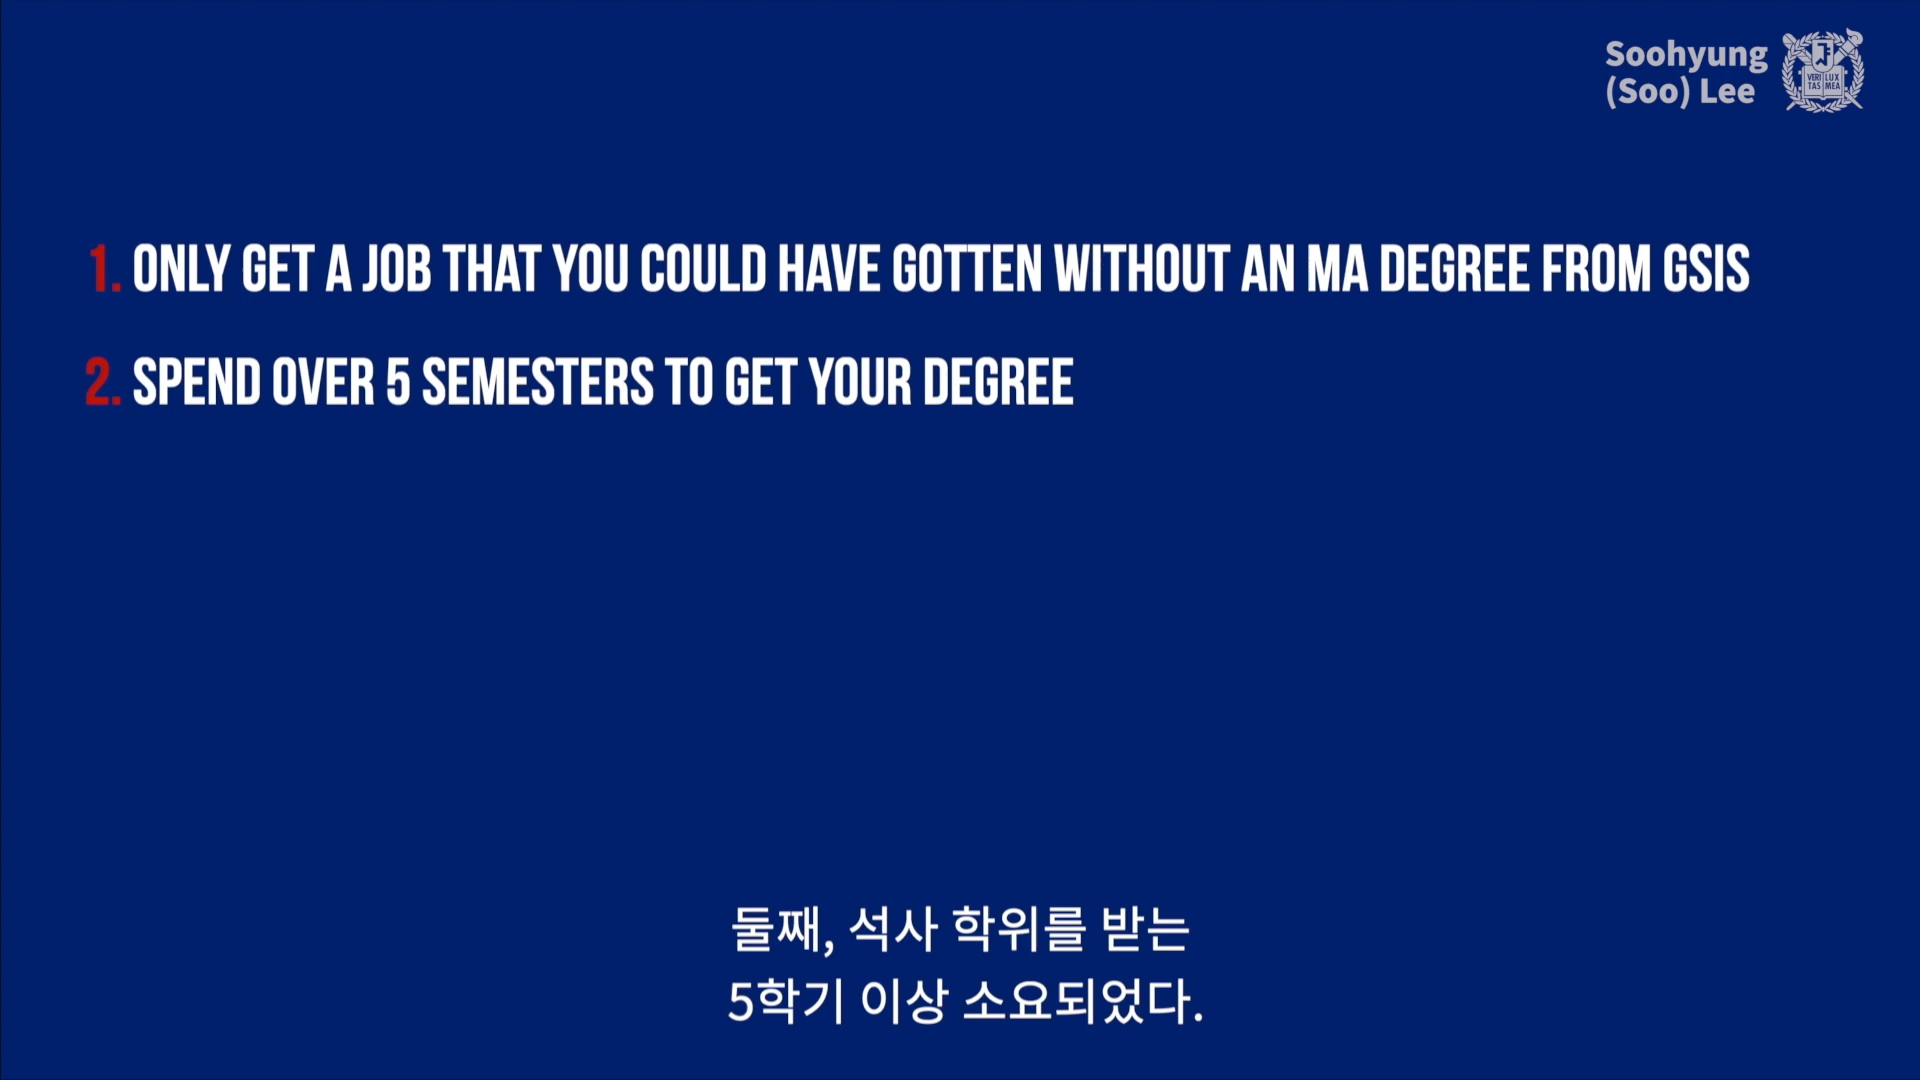 Soohyung
(Soo) Lee
VERI LUX
TAS MEA
1. ONLY GET A JOB THAT YOU COULD HAVE GOTTEN WITHOUT AN MA DEGREE FROM GSIS
2. SPEND OVER 5 SEMESTERS TO GET YOUR DEGREE
둘째, 석사 학위를 받는
5학기 이상 소요되었다.